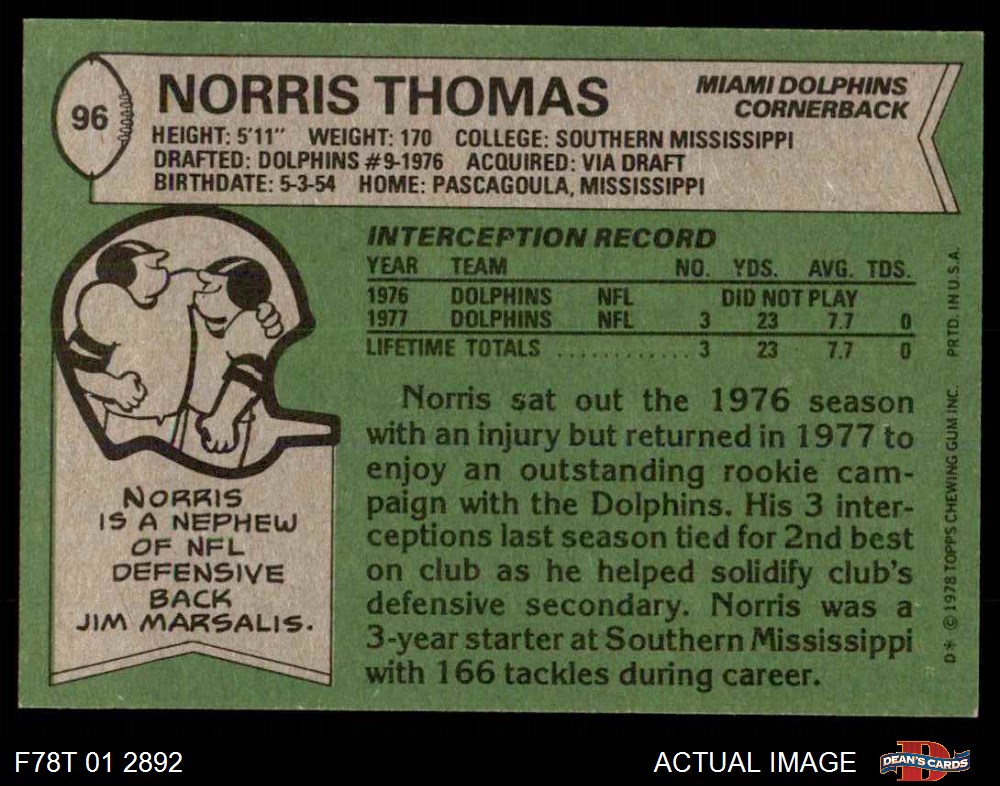 96
NORRIS THOMAS
MIAMI DOLPHINS
CORNERBACK
HEIGHT: 5'11" WEIGHT: 170 COLLEGE: SOUTHERN MISSISSIPPI
DRAFTED: DOLPHINS #9-1976 ACQUIRED: VIA DRAFT
BIRTHDATE: 5-3-54 HOME: PASCAGOULA, MISSISSIPPI
INTERCEPTION RECORD
YEAR TEAM NO. YDS. AVG. TDS.
1976 DOLPHINS NFL DID NOT PLAY
1977 DOLPHINS NFL 3 23 7.7 0
LIFETIME TOTALS ............ 3 23 7.7 0
Norris sat out the 1976 season
with an injury but returned in 1977 to
enjoy an outstanding rookie cam-
paign with the Dolphins. His 3 inter-
ceptions last season tied for 2nd best
on club as he helped solidify club's
defensive secondary. Norris was a
3-year starter at Southern Mississippi
with 166 tackles during career.
NORRIS
IS A NEPHEW
OF NFL
DEFENSIVE
BACK
JIM MARSALIS.
D* © 1978 TOPPS CHEWING GUM INC. PRTD. IN U.S.A.
F78T 01 2892
ACTUAL IMAGE
D
DEAN'S CARDS